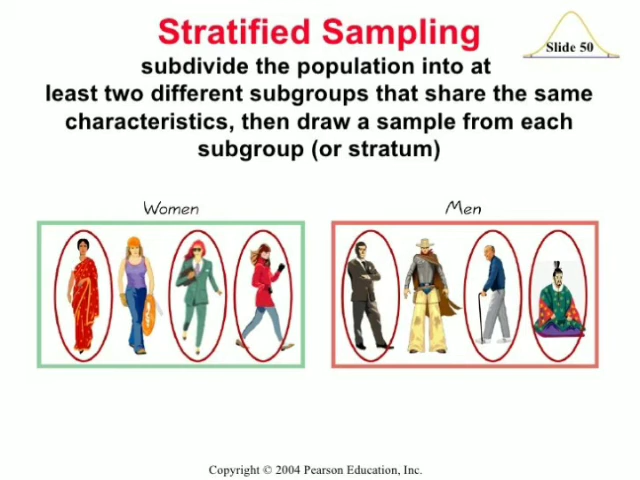 Stratified Sampling
Slide 50
subdivide the population into at
least two different subgroups that share the same
characteristics, then draw a sample from each
subgroup (or stratum)
Women
Men
Copyright © 2004 Pearson Education, Inc.